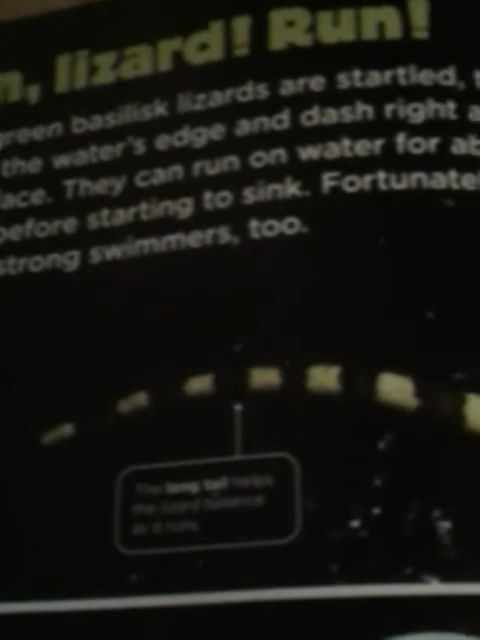 n, lizard! Run!
green basilisk lizards are startled,
the water's edge and dash right a
face. They can run on water for ab
before starting to sink. Fortunatel
strong swimmers, too.
The long tail helps
the lizard balance
as it runs.